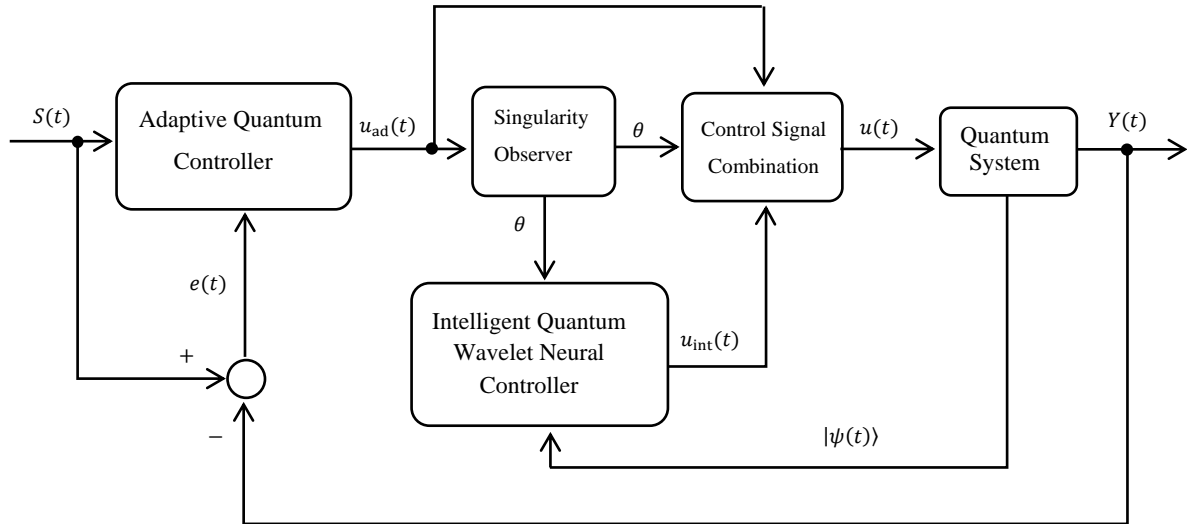 S(t)
Adaptive Quantum
Controller
u_ad(t)
Singularity
Observer
θ
Control Signal
Combination
u(t)
Quantum
System
Y(t)
θ
e(t)
Intelligent Quantum
Wavelet Neural
Controller
u_int(t)
+
−
|ψ(t)⟩